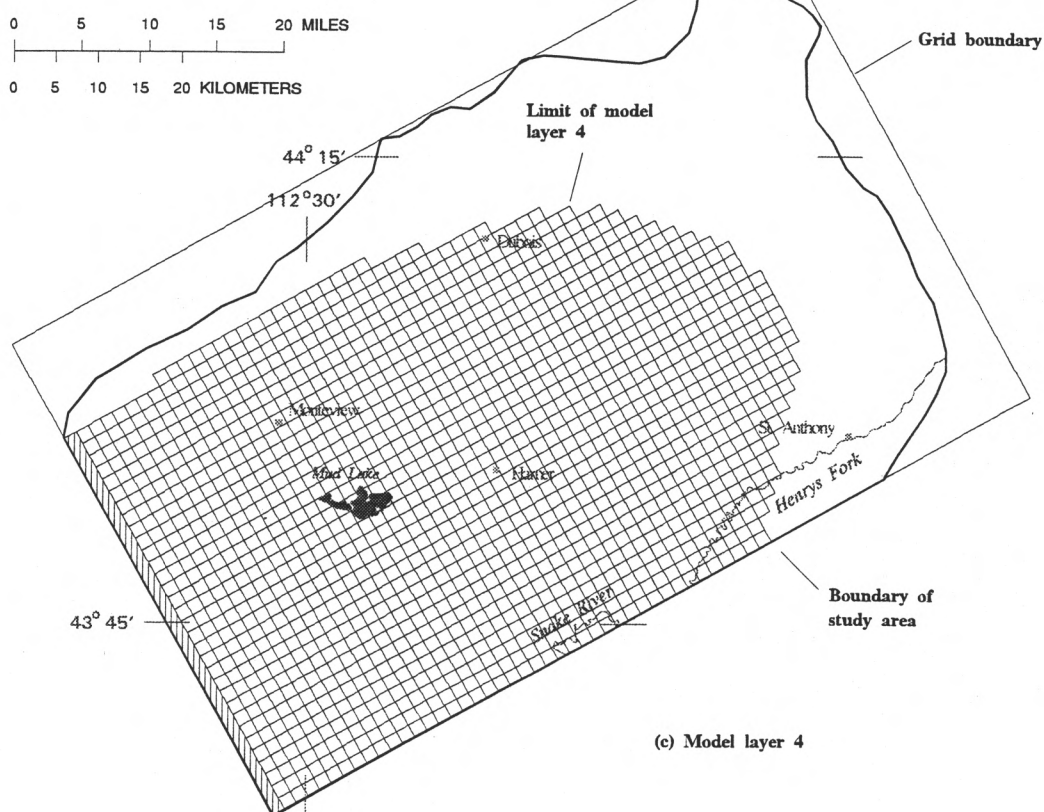 0 5 10 15 20 MILES
0 5 10 15 20 KILOMETERS
Grid boundary
Limit of model
layer 4
44° 15′
112° 30′
Dubois
Monteview
St. Anthony
Mud Lake
Hamer
Henrys Fork
Boundary of
study area
43° 45′
Snake River
(c) Model layer 4